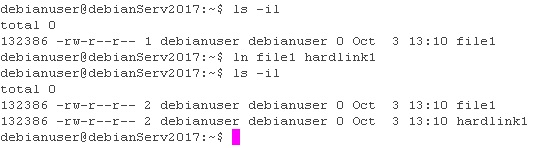 debianuser@debianServ2017:~$ ls -il
total 0
132386 -rw-r--r-- 1 debianuser debianuser 0 Oct  3 13:10 file1
debianuser@debianServ2017:~$ ln file1 hardlink1
debianuser@debianServ2017:~$ ls -il
total 0
132386 -rw-r--r-- 2 debianuser debianuser 0 Oct  3 13:10 file1
132386 -rw-r--r-- 2 debianuser debianuser 0 Oct  3 13:10 hardlink1
debianuser@debianServ2017:~$